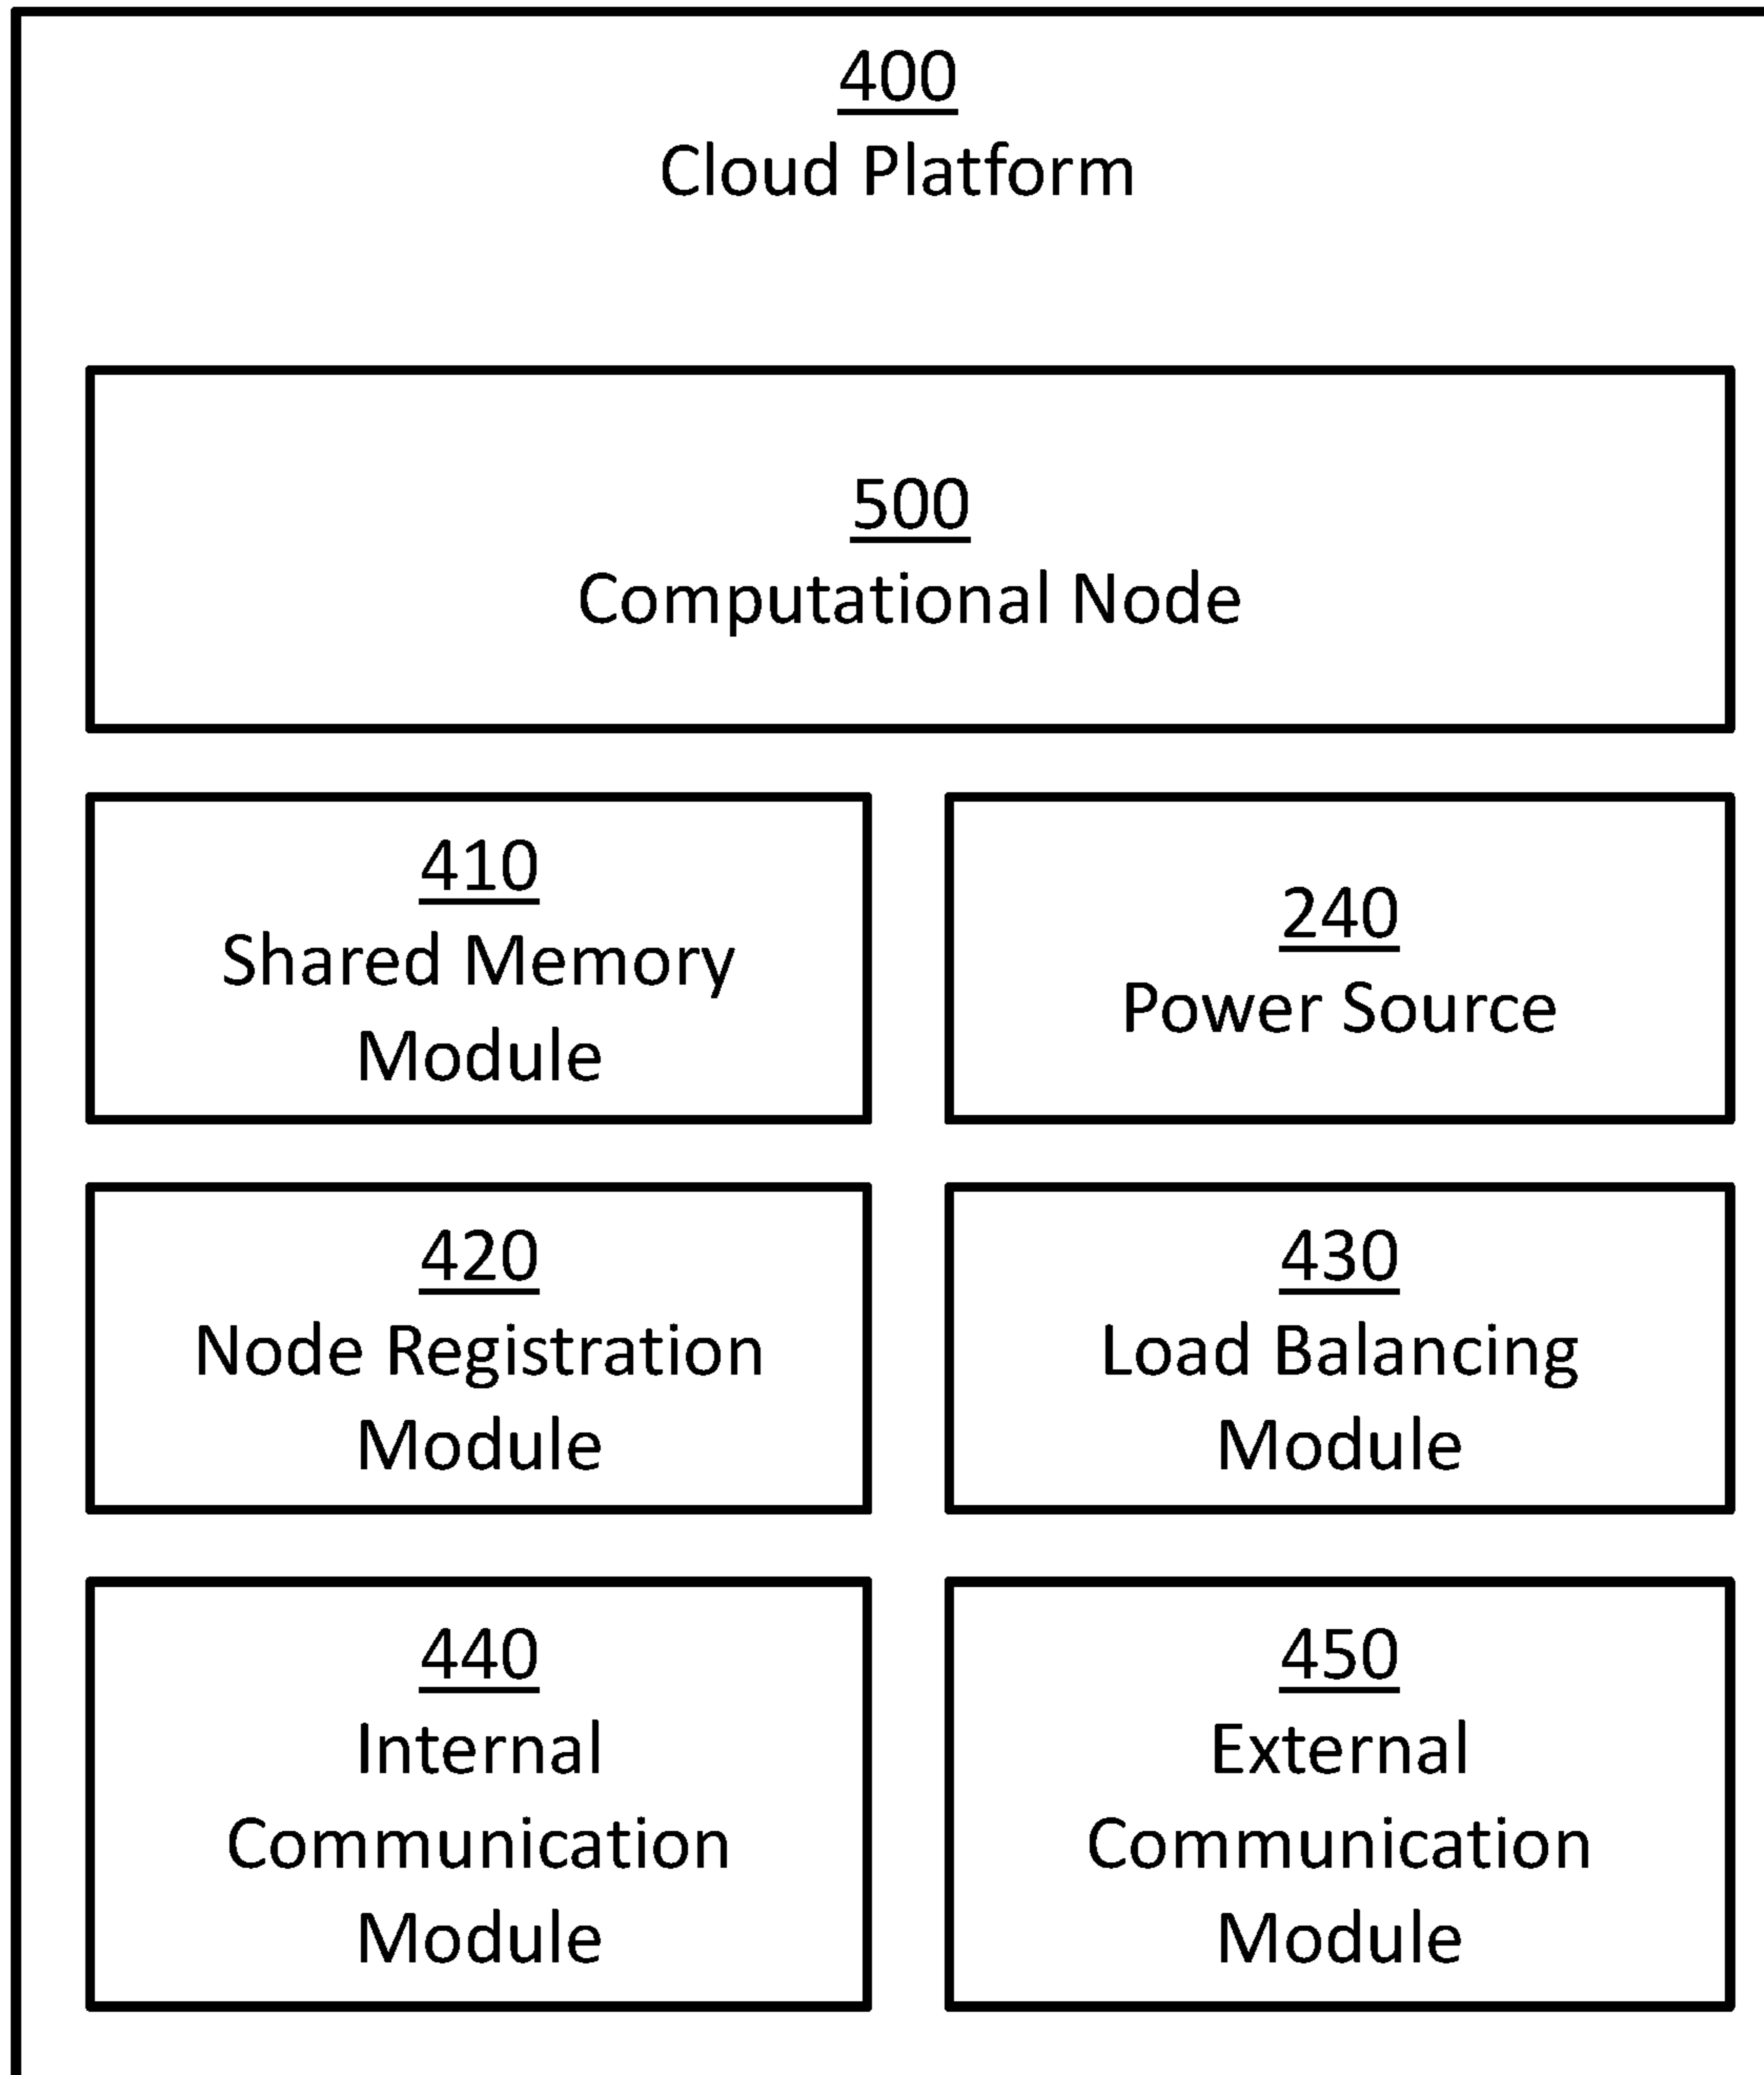 400
Cloud Platform
500
Computational Node
410
Shared Memory
Module
240
Power Source
420
Node Registration
Module
430
Load Balancing
Module
440
Internal
Communication
Module
450
External
Communication
Module